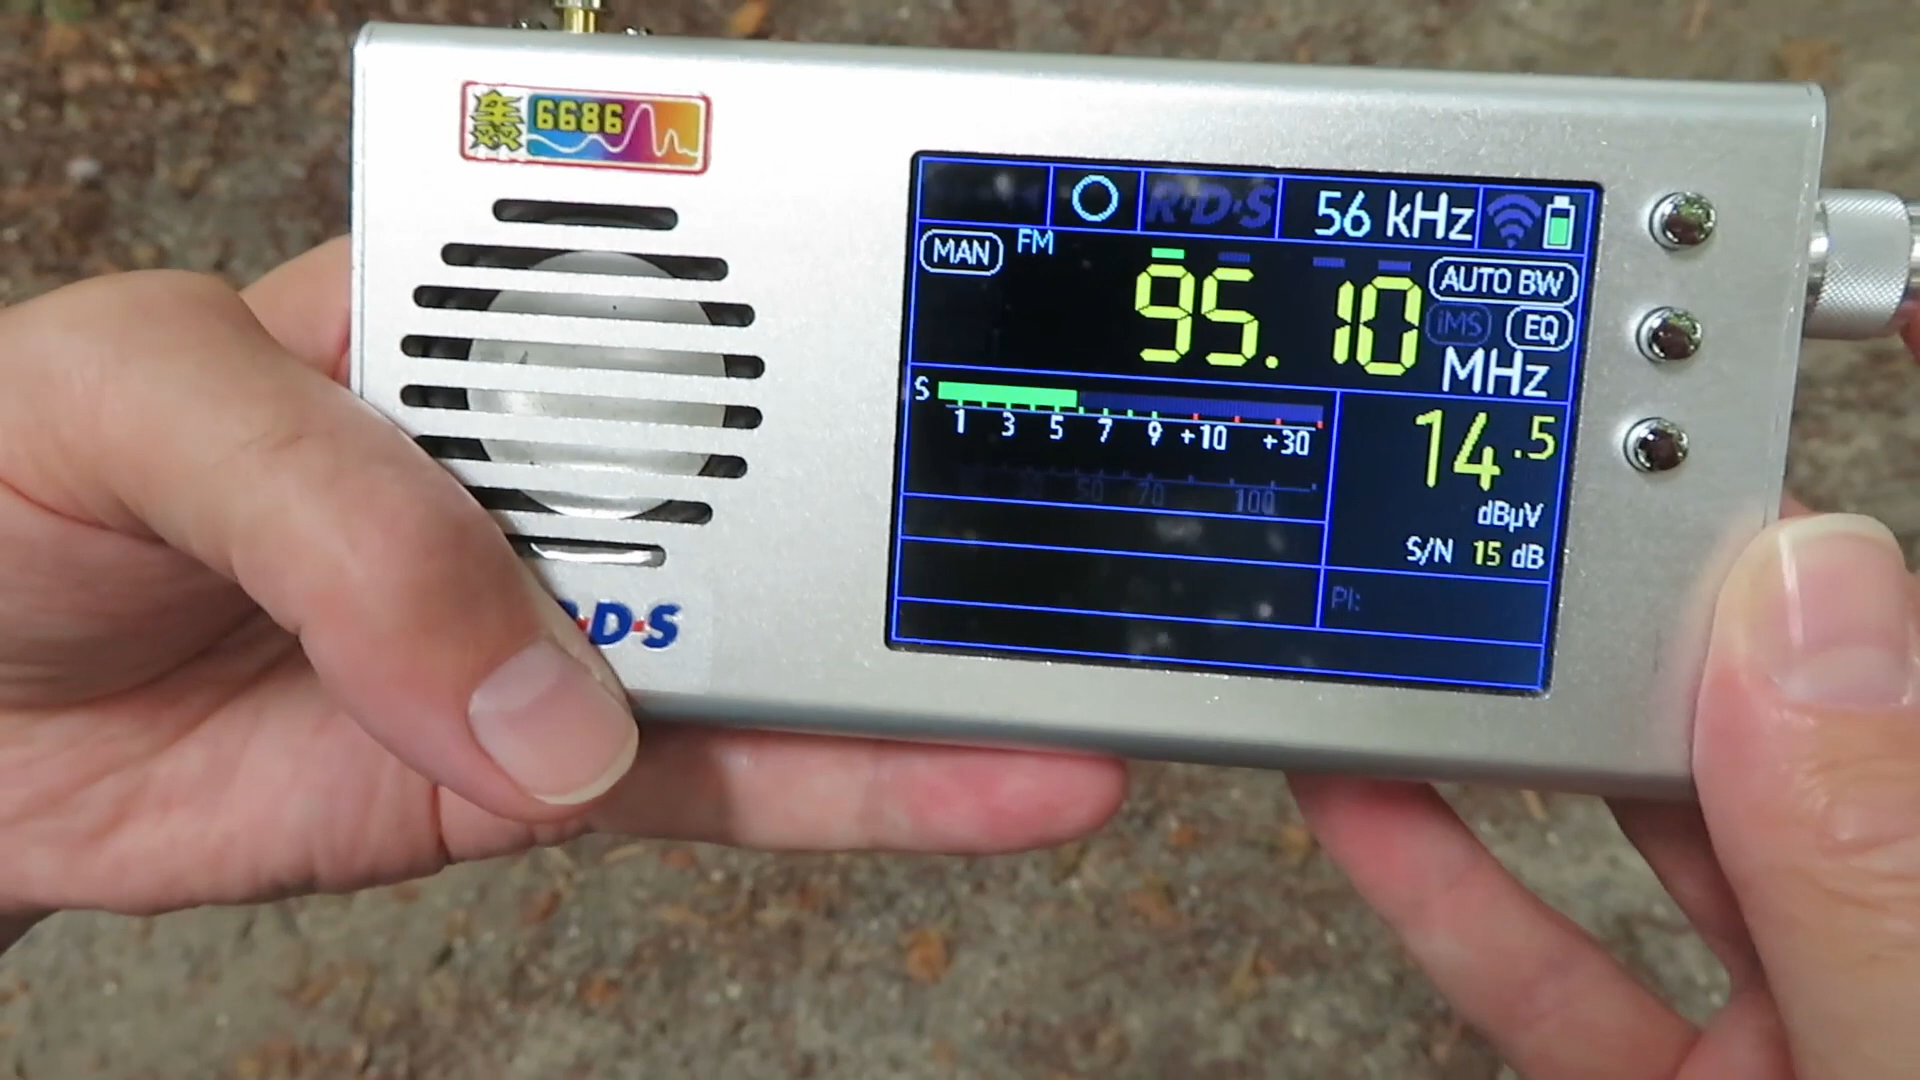 6686
R·D·S
56 kHz
MAN
FM
95.10
AUTO BW
iMS
EQ
MHz
S
1 3 5 7 9 +10 +30
50 70 100
14.5
dBµV
S/N 15 dB
PI:
D·S